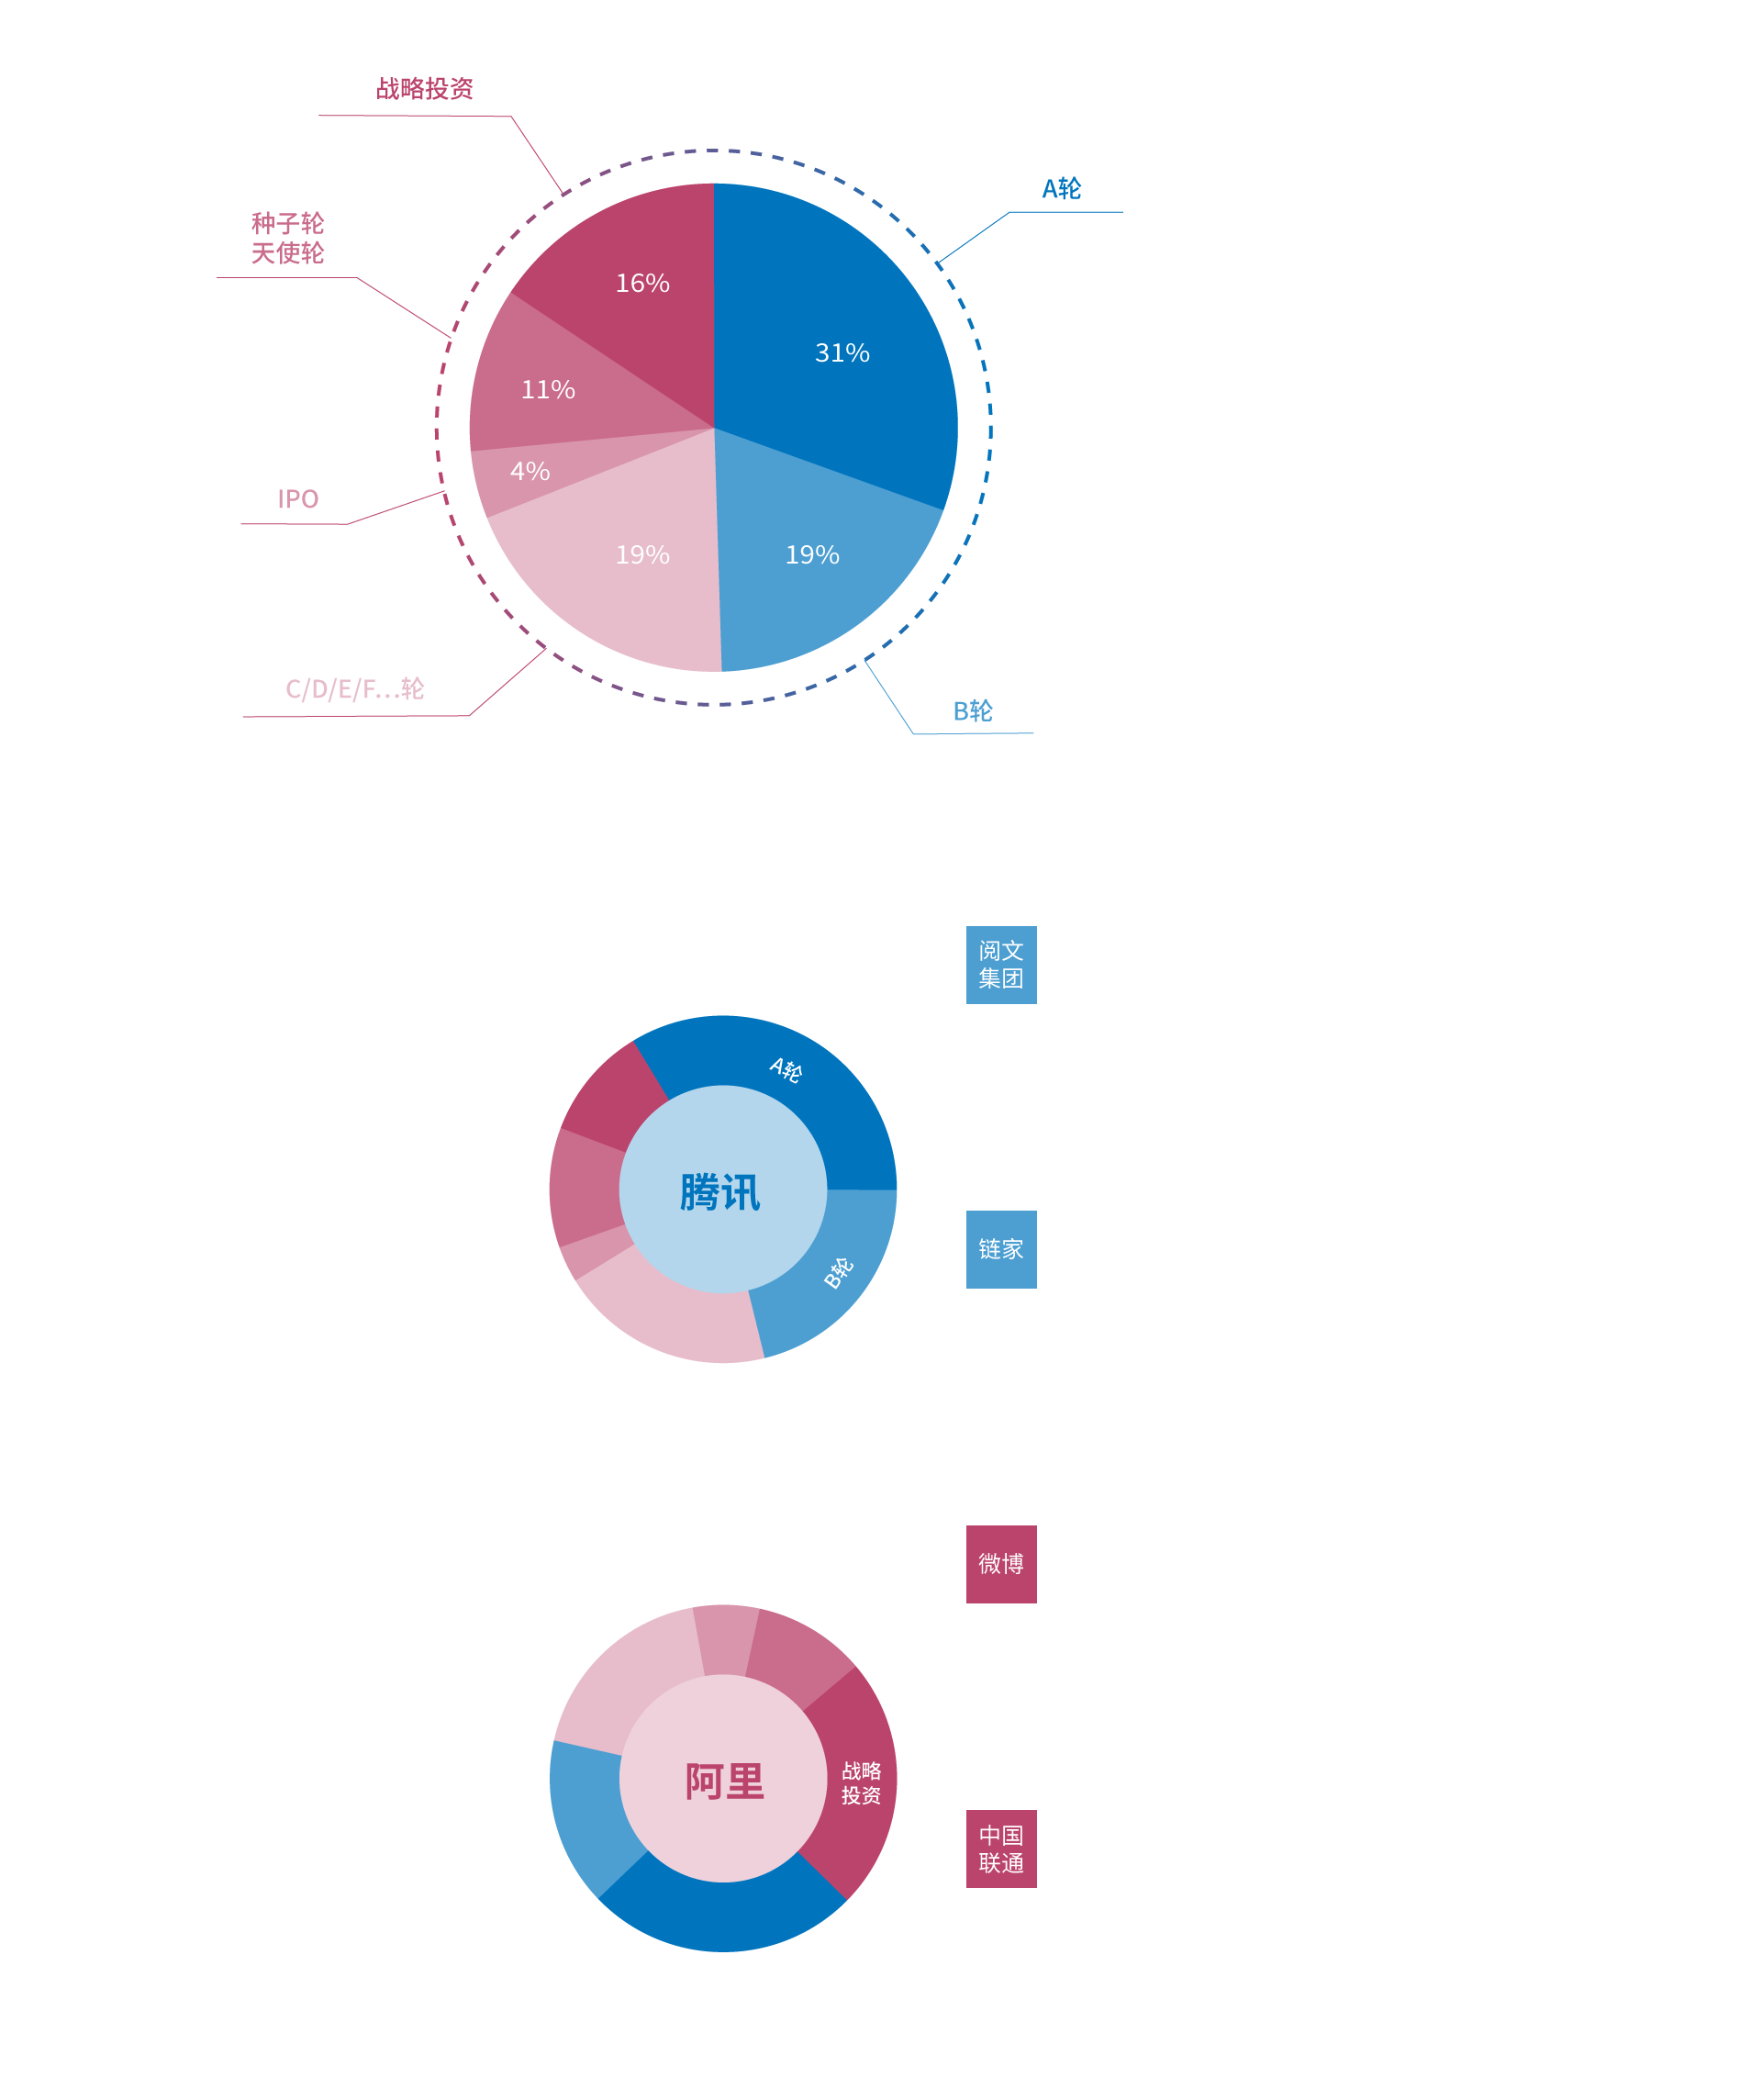 战略投资
A轮
种子轮
天使轮
16%
31%
11%
4%
IPO
19%
19%
C/D/E/F...轮
B轮
阅文
集团
A轮
腾讯
链家
B轮
微博
战略
投资
阿里
中国
联通